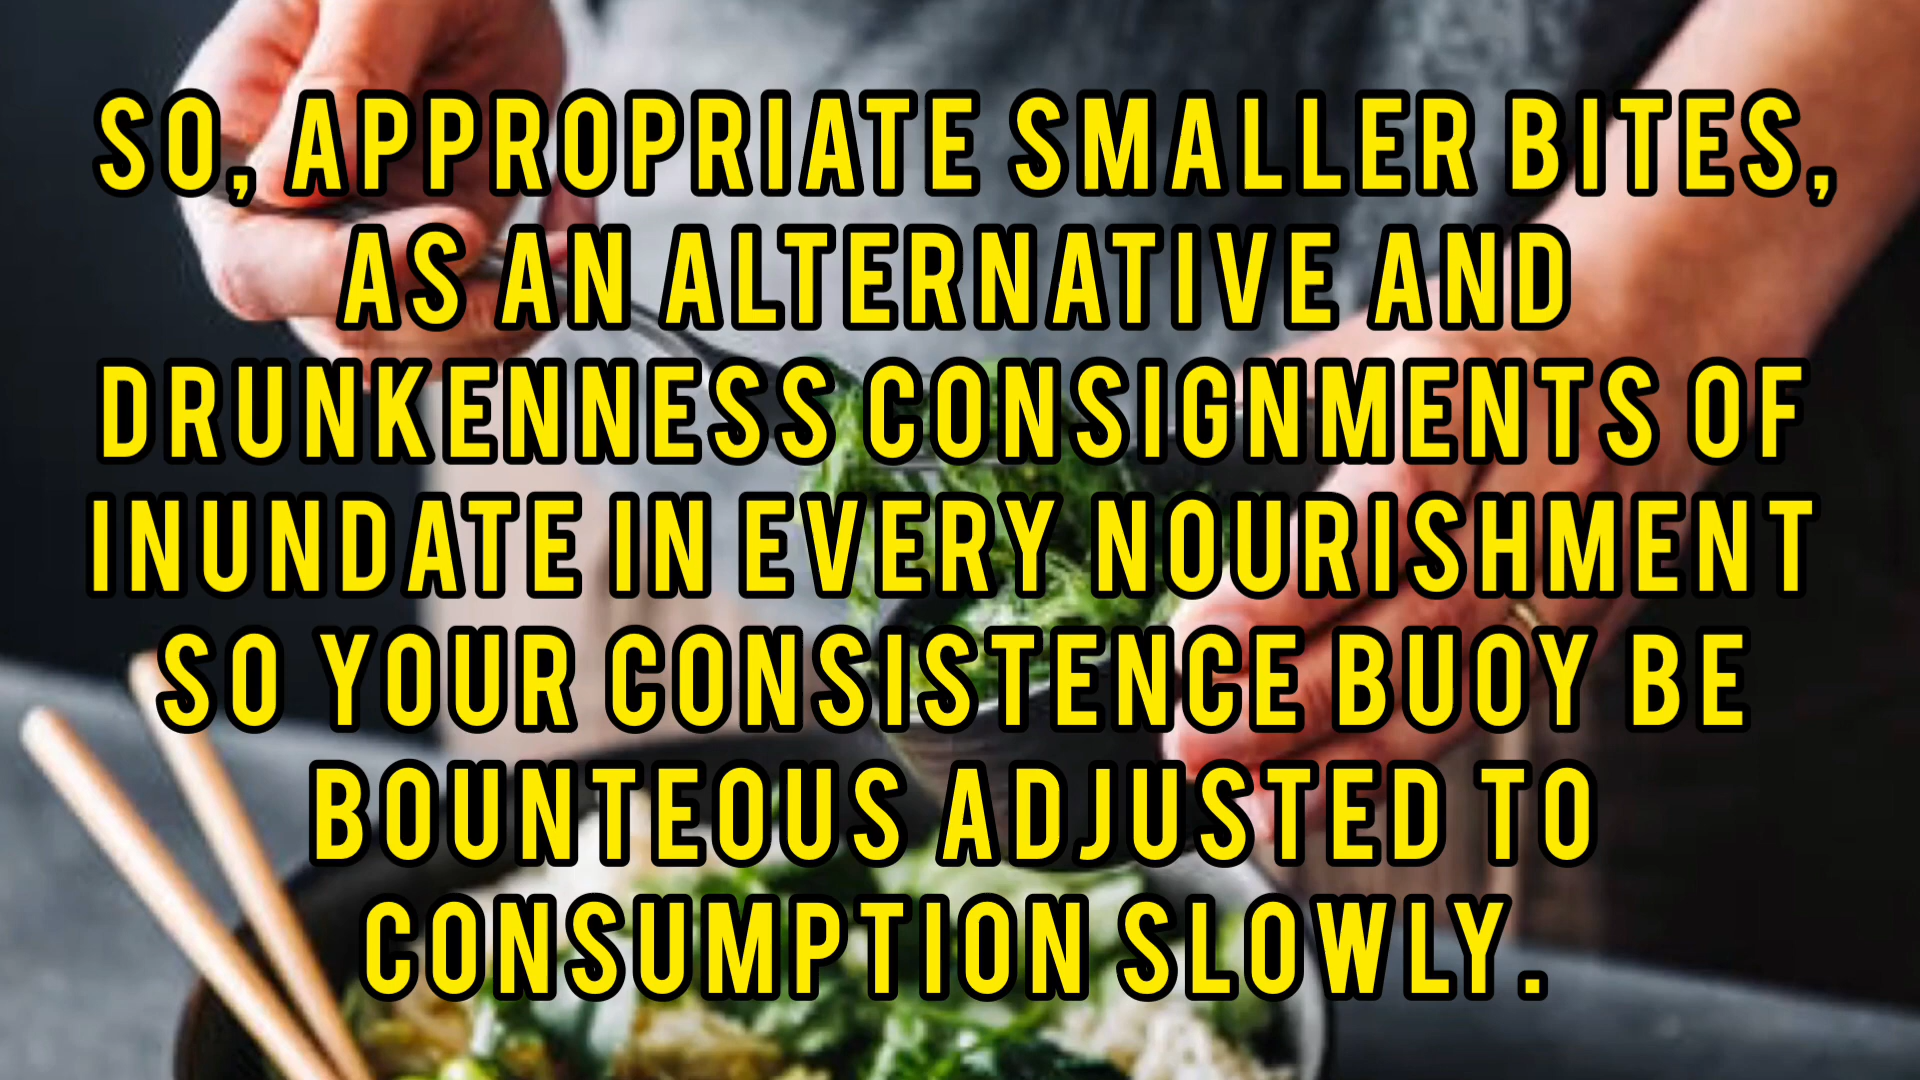 SO, APPROPRIATE SMALLER BITES,
AS AN ALTERNATIVE AND
DRUNKENNESS CONSIGNMENTS OF
INUNDATE IN EVERY NOURISHMENT
SO YOUR CONSISTENCE BUOY BE
BOUNTEOUS ADJUSTED TO
CONSUMPTION SLOWLY.